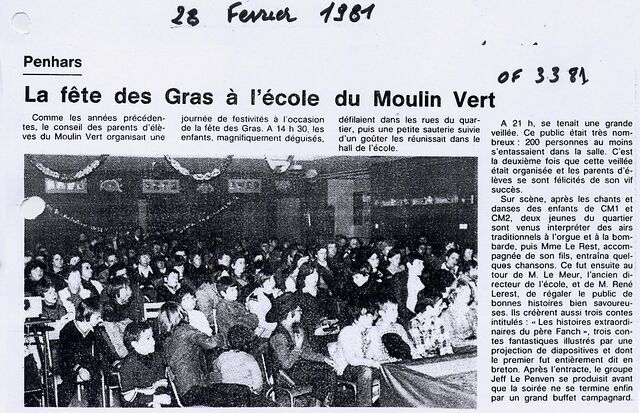 28 Fevrier 1981
OF 3.3 81
Penhars
La fête des Gras à l'école du Moulin Vert
Comme les années précéden-
tes, le conseil des parents d'élè-
ves du Moulin Vert organisait une
journée de festivités à l'occasion
de la fête des Gras. A 14 h 30, les
enfants, magnifiquement déguisés,
défilaient dans les rues du quar-
tier, puis une petite sauterie suivie
d'un goûter les réunissait dans le
hall de l'école.
A 21 h, se tenait une grande
veillée. Ce public était très nom-
breux : 200 personnes au moins
s'entassaient dans la salle. C'est
la deuxième fois que cette veillée
était organisée et les parents d'é-
lèves se sont félicités de son vif
succès.
Sur scène, après les chants et
danses des enfants de CM1 et
CM2, deux jeunes du quartier
sont venus interpréter des airs
traditionnels à l'orgue et à la bom-
barde, puis Mme Le Rest, accom-
pagnée de son fils, entraîna quel-
ques chansons. Ce fut ensuite au
tour de M. Le Meur, l'ancien di-
recteur de l'école, et de M. René
Lerest, de régaler le public de
bonnes histoires bien savoureu-
ses. Ils créèrent aussi trois contes
intitulés : « Les histoires extraordi-
naires du père Fanch », trois con-
tes fantastiques illustrés par une
projection de diapositives et dont
le premier fut entièrement dit en
breton. Après l'entracte, le groupe
Jeff Le Penven se produisit avant
que la soirée ne se termine enfin
par un grand buffet campagnard.